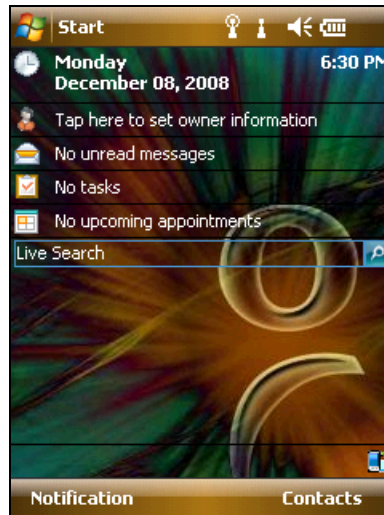 Start
Monday 6:30 PM
December 08, 2008
Tap here to set owner information
No unread messages
No tasks
No upcoming appointments
Live Search
Notification Contacts